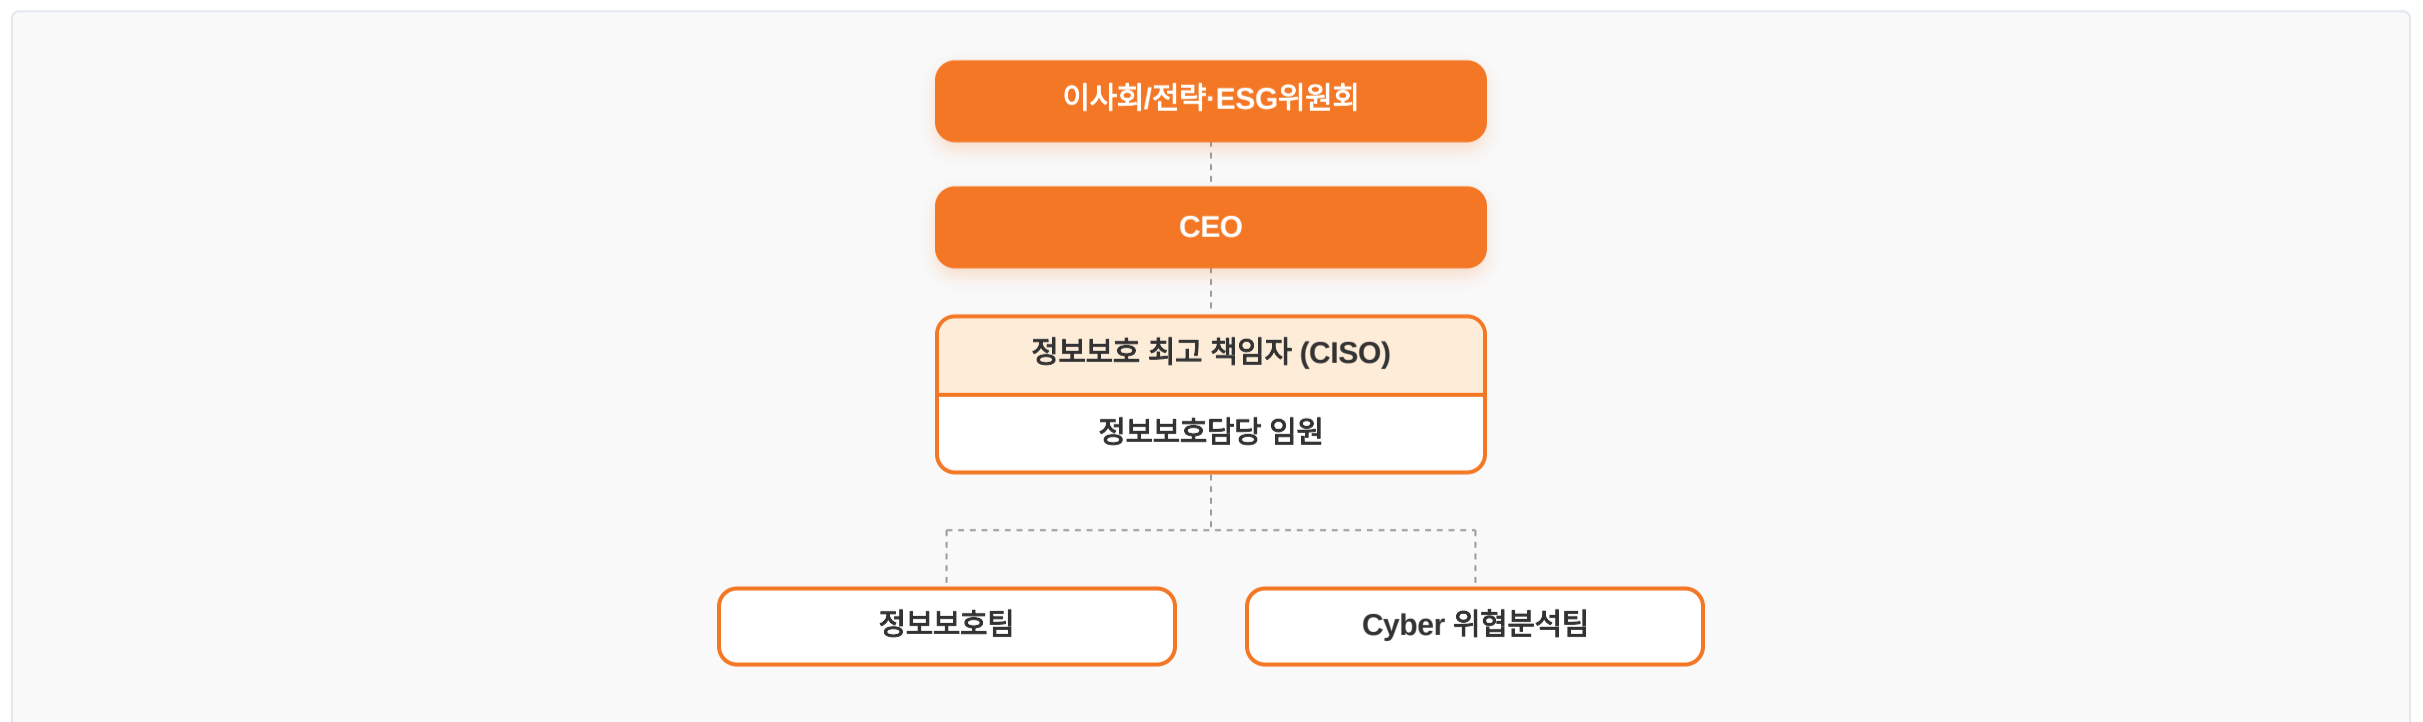 이사회/전략·ESG위원회
CEO
정보보호 최고 책임자 (CISO)
정보보호담당 임원
정보보호팀
Cyber 위협분석팀